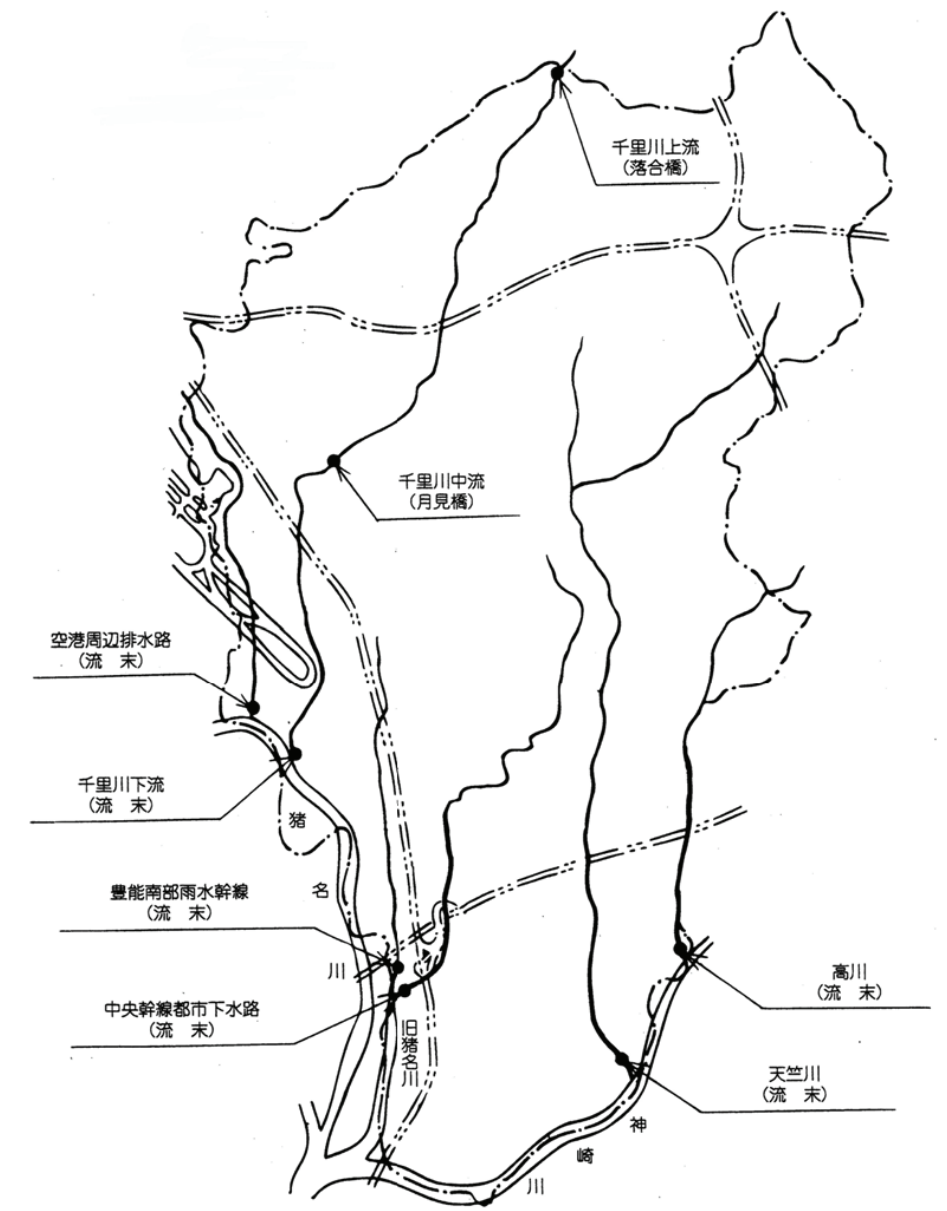 千里川上流
(落合橋)
千里川中流
(月見橋)
空港周辺排水路
(流　末)
千里川下流
(流　末)
猪
名
川
豊能南部雨水幹線
(流　末)
中央幹線都市下水路
(流　末)
旧猪名川
高川
(流　末)
天竺川
(流　末)
神
崎
川